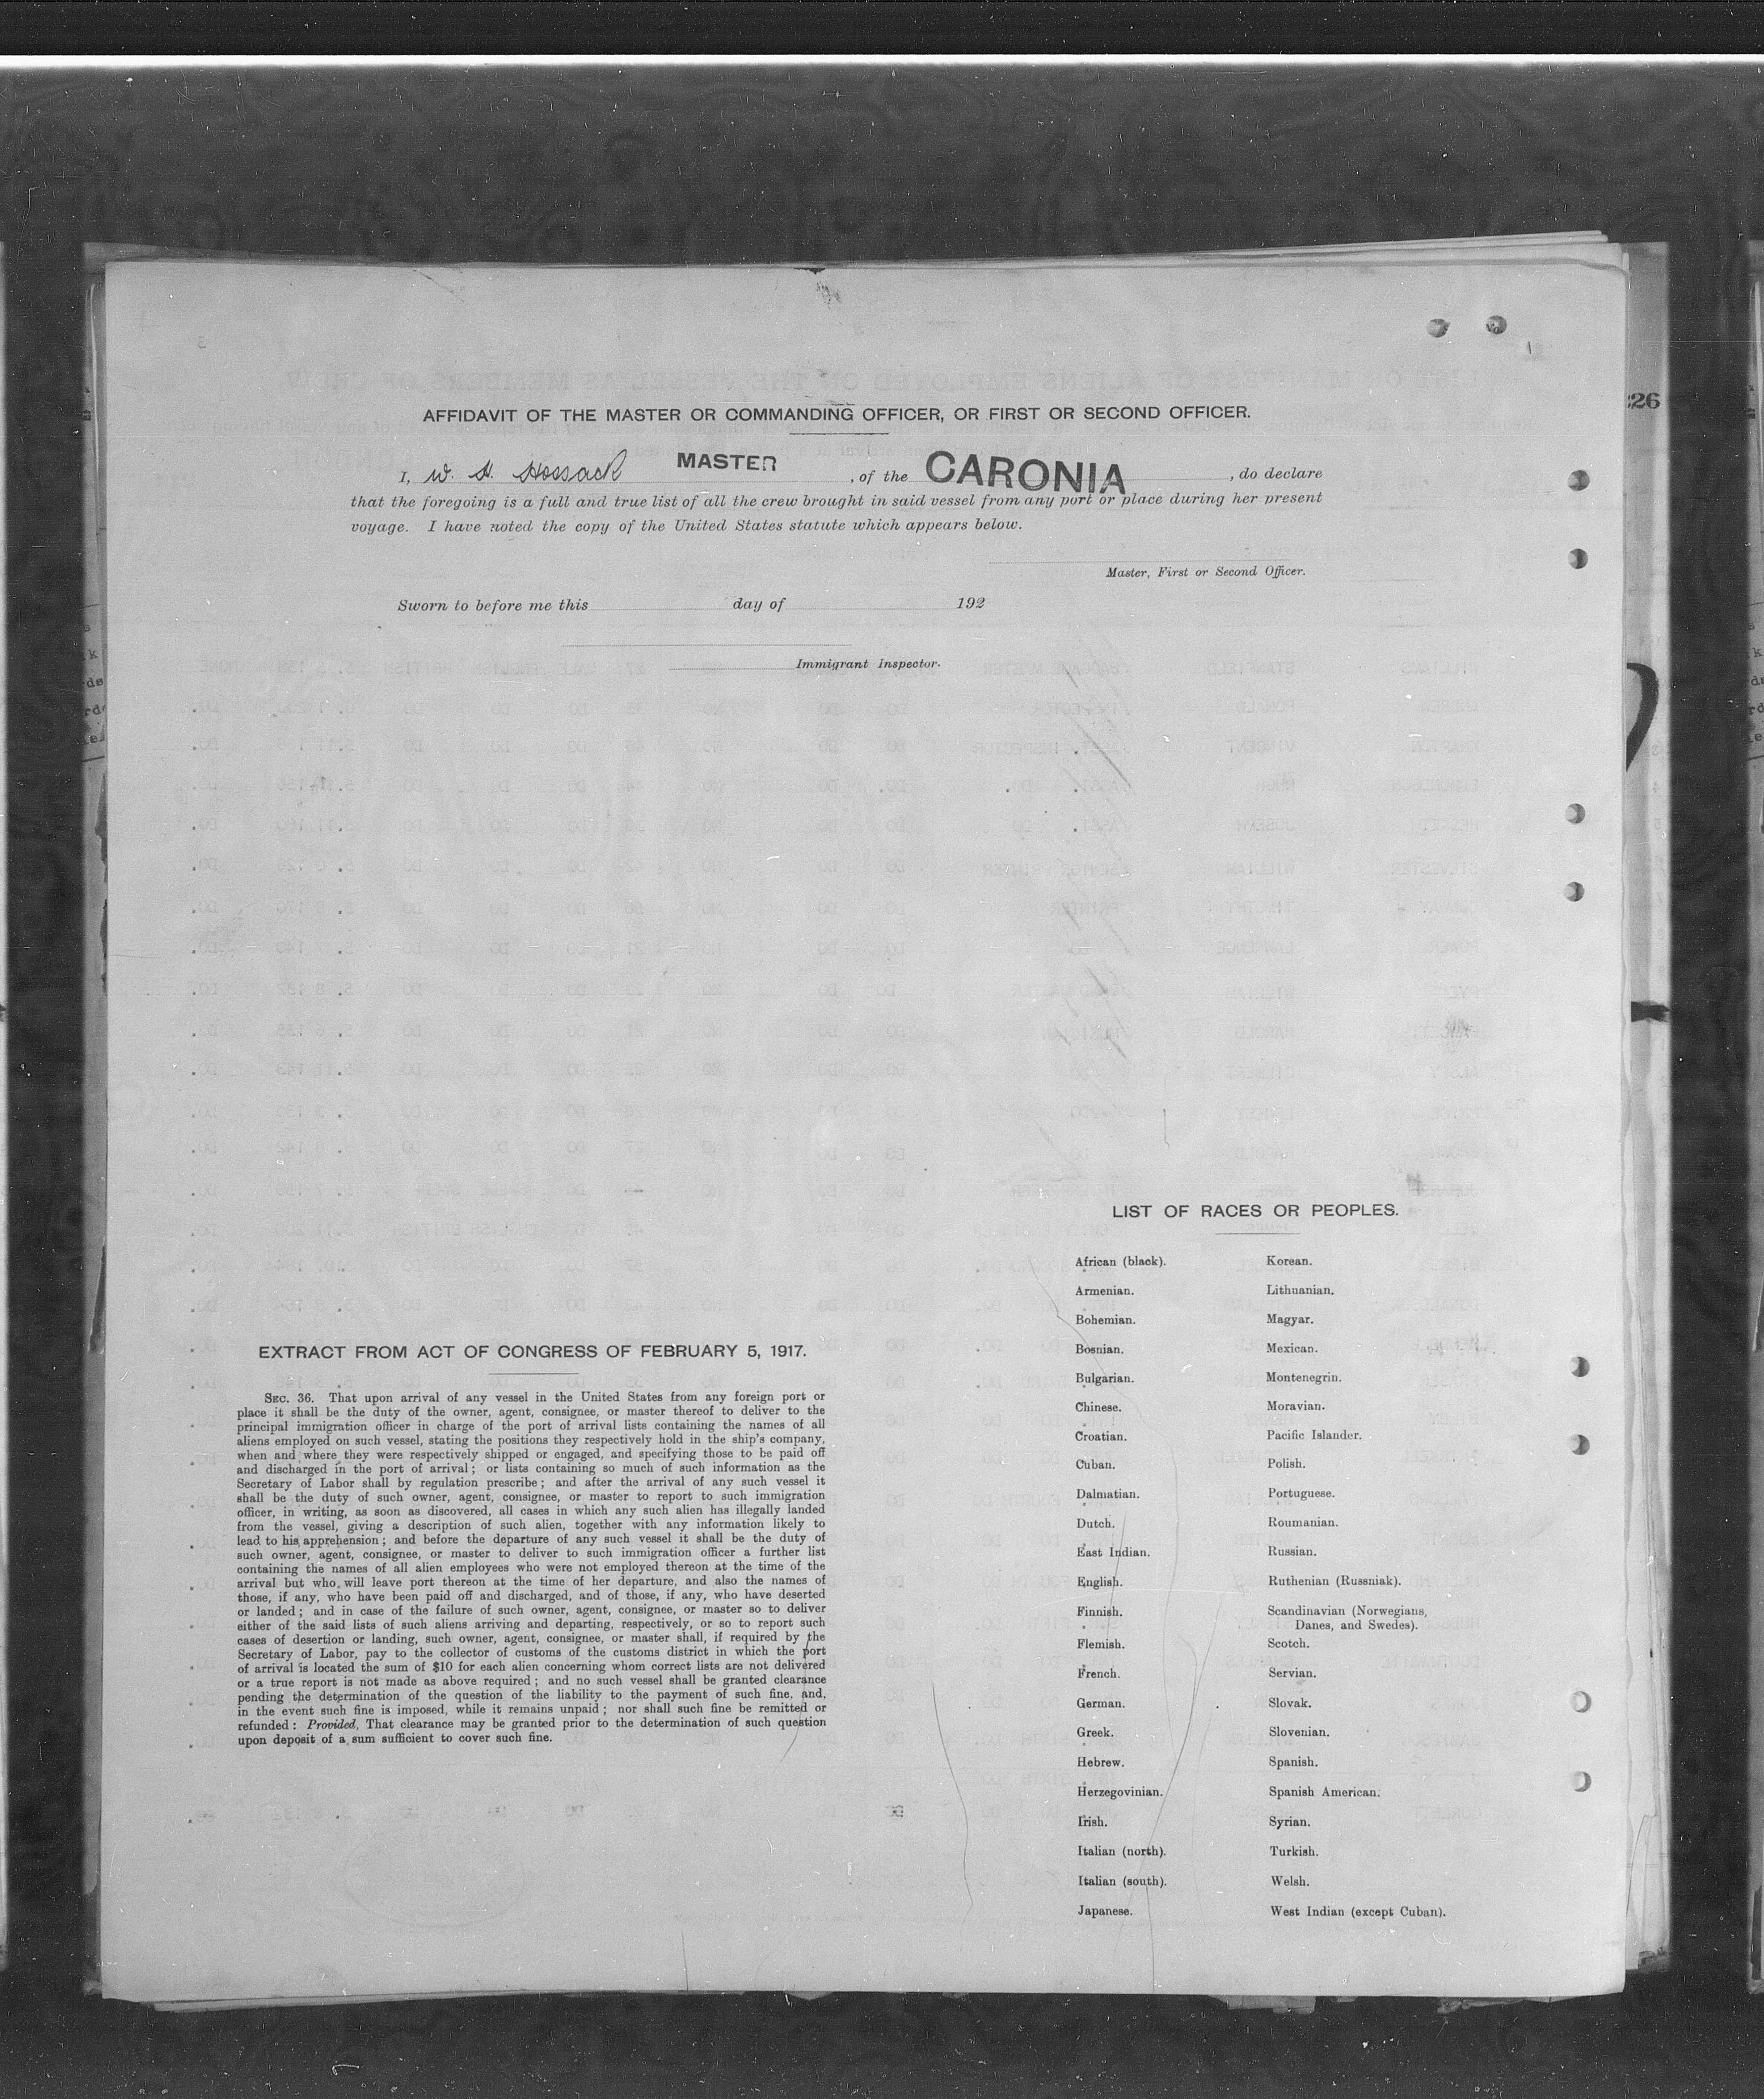 AFFIDAVIT OF THE MASTER OR COMMANDING OFFICER, OR FIRST OR SECOND OFFICER.
I, W. H. Hossack MASTER, of the CARONIA, do declare
that the foregoing is a full and true list of all the crew brought in said vessel from any port or place during her present
voyage. I have noted the copy of the United States statute which appears below.
Master, First or Second Officer.
Sworn to before me this day of 192
Immigrant Inspector.
EXTRACT FROM ACT OF CONGRESS OF FEBRUARY 5, 1917.
SEC. 36. That upon arrival of any vessel in the United States from any foreign port or
place it shall be the duty of the owner, agent, consignee, or master thereof to deliver to the
principal immigration officer in charge of the port of arrival lists containing the names of all
aliens employed on such vessel, stating the positions they respectively hold in the ship's company,
when and where they were respectively shipped or engaged, and specifying those to be paid off
and discharged in the port of arrival; or lists containing so much of such information as the
Secretary of Labor shall by regulation prescribe; and after the arrival of any such vessel it
shall be the duty of such owner, agent, consignee, or master to report to such immigration
officer, in writing, as soon as discovered, all cases in which any such alien has illegally landed
from the vessel, giving a description of such alien, together with any information likely to
lead to his apprehension; and before the departure of any such vessel it shall be the duty of
such owner, agent, consignee, or master to deliver to such immigration officer a further list
containing the names of all alien employees who were not employed thereon at the time of the
arrival but who will leave port thereon at the time of her departure, and also the names of
those, if any, who have been paid off and discharged, and of those, if any, who have deserted
or landed; and in case of the failure of such owner, agent, consignee, or master so to deliver
either of the said lists of such aliens arriving and departing, respectively, or so to report such
cases of desertion or landing, such owner, agent, consignee, or master shall, if required by the
Secretary of Labor, pay to the collector of customs of the customs district in which the port
of arrival is located the sum of $10 for each alien concerning whom correct lists are not delivered
or a true report is not made as above required; and no such vessel shall be granted clearance
pending the determination of the question of the liability to the payment of such fine, and,
in the event such fine is imposed, while it remains unpaid; nor shall such fine be remitted or
refunded: Provided, That clearance may be granted prior to the determination of such question
upon deposit of a sum sufficient to cover such fine.
LIST OF RACES OR PEOPLES.
African (black).
Armenian.
Bohemian.
Bosnian.
Bulgarian.
Chinese.
Croatian.
Cuban.
Dalmatian.
Dutch.
East Indian.
English.
Finnish.
Flemish.
French.
German.
Greek.
Hebrew.
Herzegovinian.
Irish.
Italian (north).
Italian (south).
Japanese.
Korean.
Lithuanian.
Magyar.
Mexican.
Montenegrin.
Moravian.
Pacific Islander.
Polish.
Portuguese.
Roumanian.
Russian.
Ruthenian (Russniak).
Scandinavian (Norwegians,
Danes, and Swedes).
Scotch.
Servian.
Slovak.
Slovenian.
Spanish.
Spanish American.
Syrian.
Turkish.
Welsh.
West Indian (except Cuban).